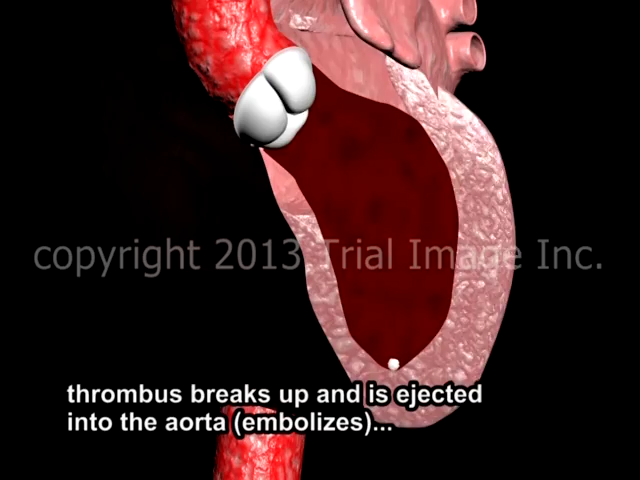 copyright 2013 Trial Image Inc.
thrombus breaks up and is ejected
into the aorta (embolizes)...